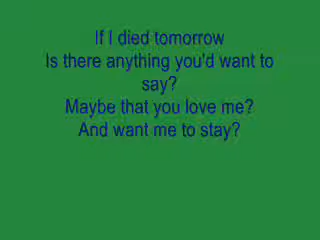 If I died tomorrow
Is there anything you'd want to
say?
Maybe that you love me?
And want me to stay?